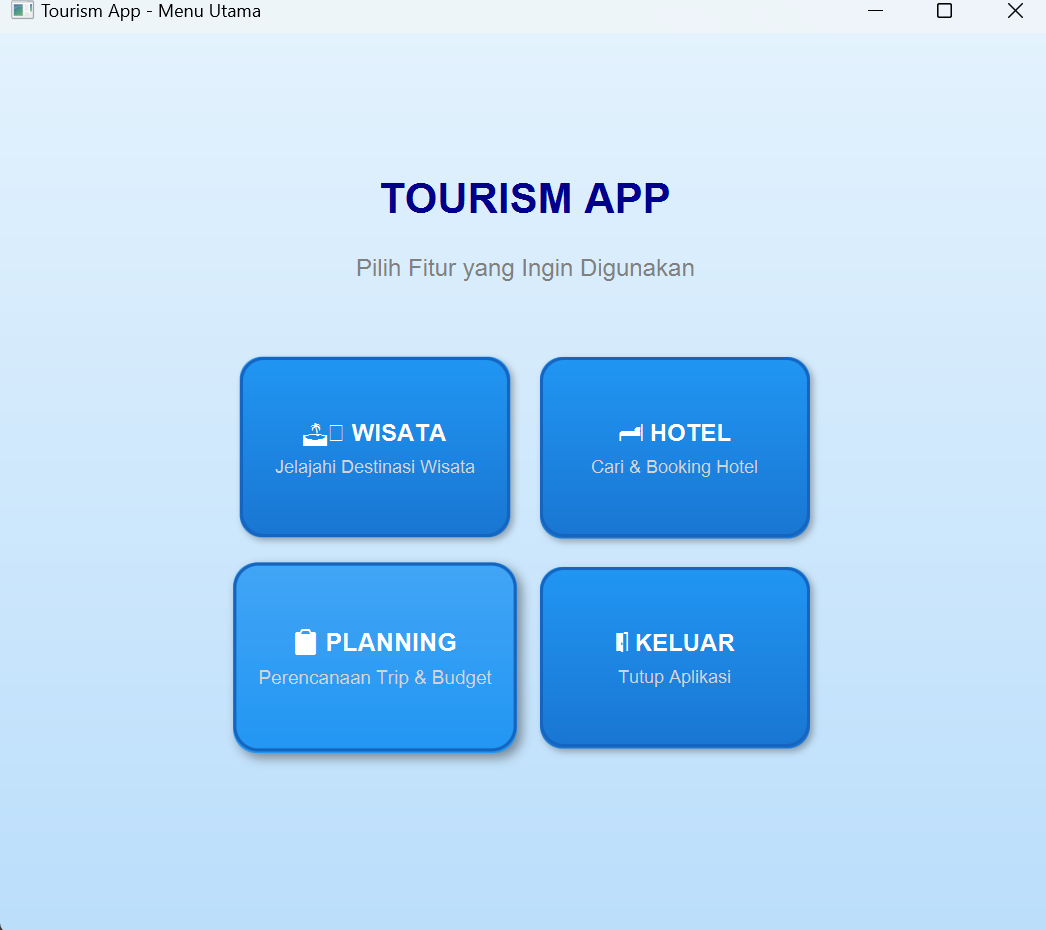 Tourism App - Menu Utama
TOURISM APP
Pilih Fitur yang Ingin Digunakan
🏝️ WISATA
Jelajahi Destinasi Wisata
🛏 HOTEL
Cari & Booking Hotel
📋 PLANNING
Perencanaan Trip & Budget
🚪 KELUAR
Tutup Aplikasi